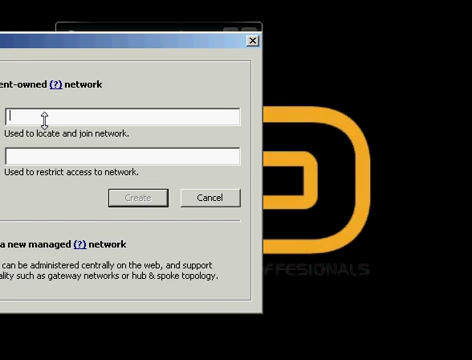 ent-owned (?) network
Used to locate and join network.
Used to restrict access to network.
Create
Cancel
a new managed (?) network
can be administered centrally on the web, and support
ality such as gateway networks or hub & spoke topology.
FFESIONALS